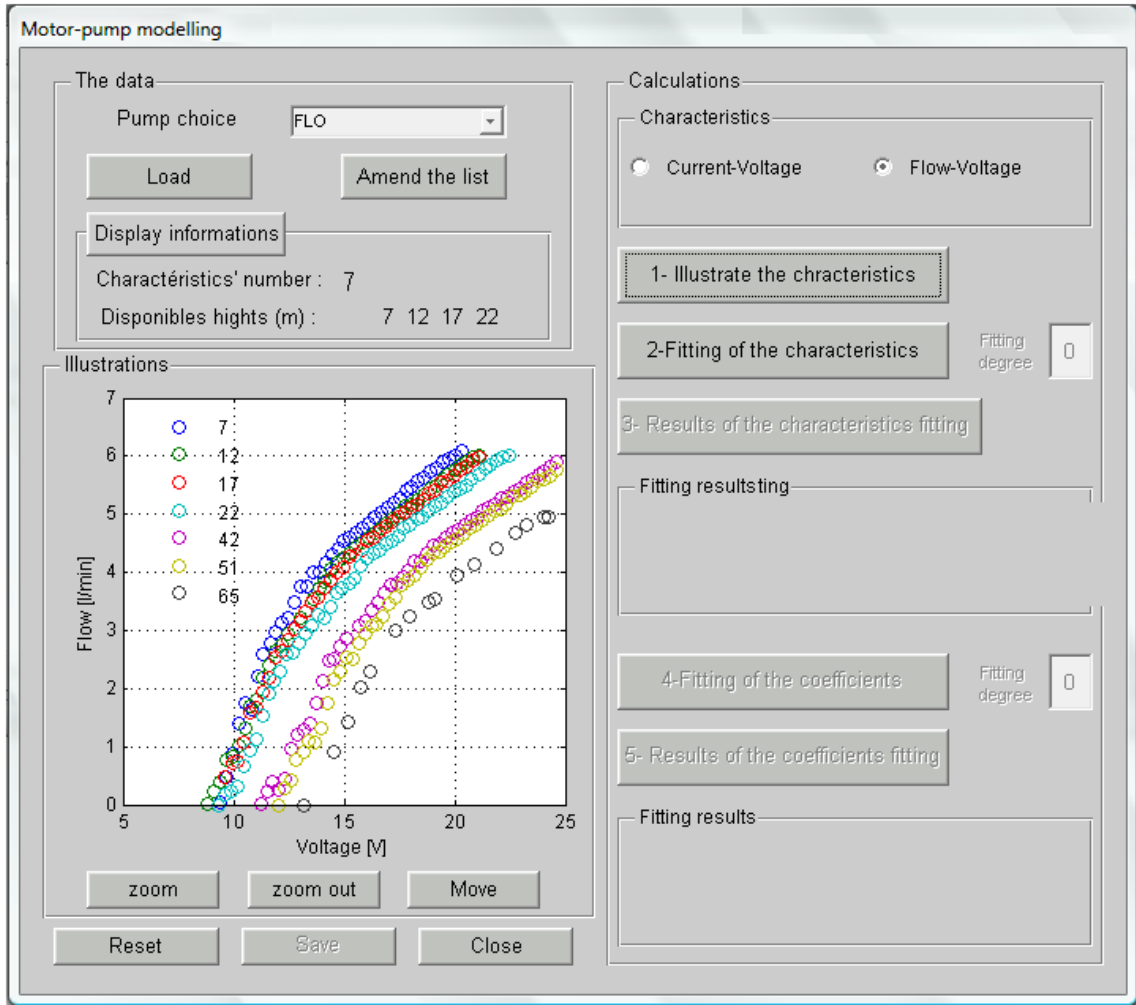 Motor-pump modelling
The data
Pump choice FLO
Load Amend the list
Display informations
Charactéristics' number : 7
Disponibles hights (m) : 7 12 17 22
Illustrations
7
6
5
4
3
2
1
0
Flow [l/min]
7
12
17
22
42
51
65
5 10 15 20 25
Voltage [V]
zoom zoom out Move
Reset Save Close
Calculations
Characteristics
Current-Voltage Flow-Voltage
1- Illustrate the chracteristics
2-Fitting of the characteristics Fitting degree 0
3- Results of the characteristics fitting
Fitting resultsting
4-Fitting of the coefficients Fitting degree 0
5- Results of the coefficients fitting
Fitting results